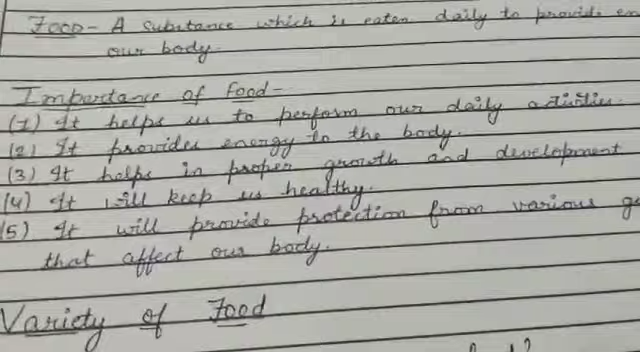 Food - A substance which is eaten daily to provide en
our body.
Importance of Food -
(1) It helps us to perform our daily activities.
(2) It provides energy to the body.
(3) It helps in proper growth and development
(4) It will keep us healthy.
(5) It will provide protection from various ge
that affect our body.
Variety of Food